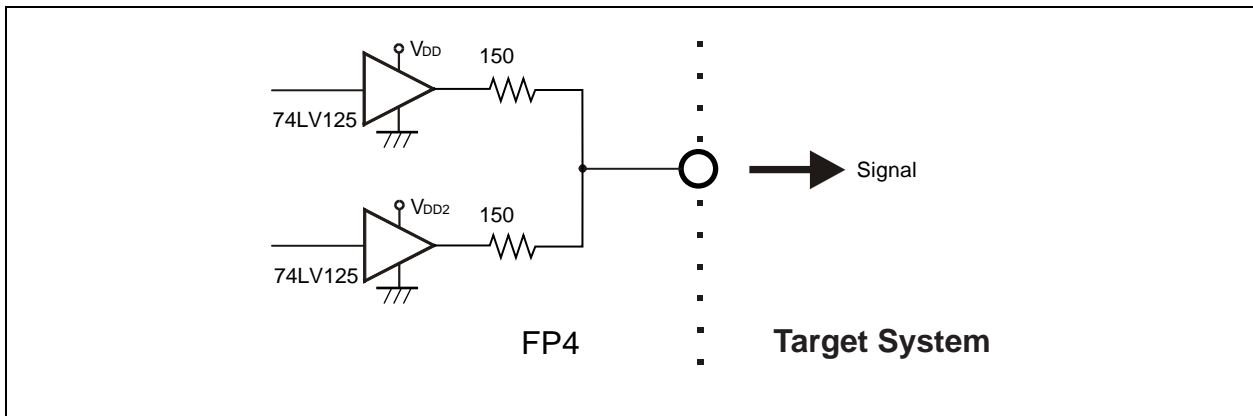 VDD
150
74LV125
Signal
VDD2
150
74LV125
FP4
Target System